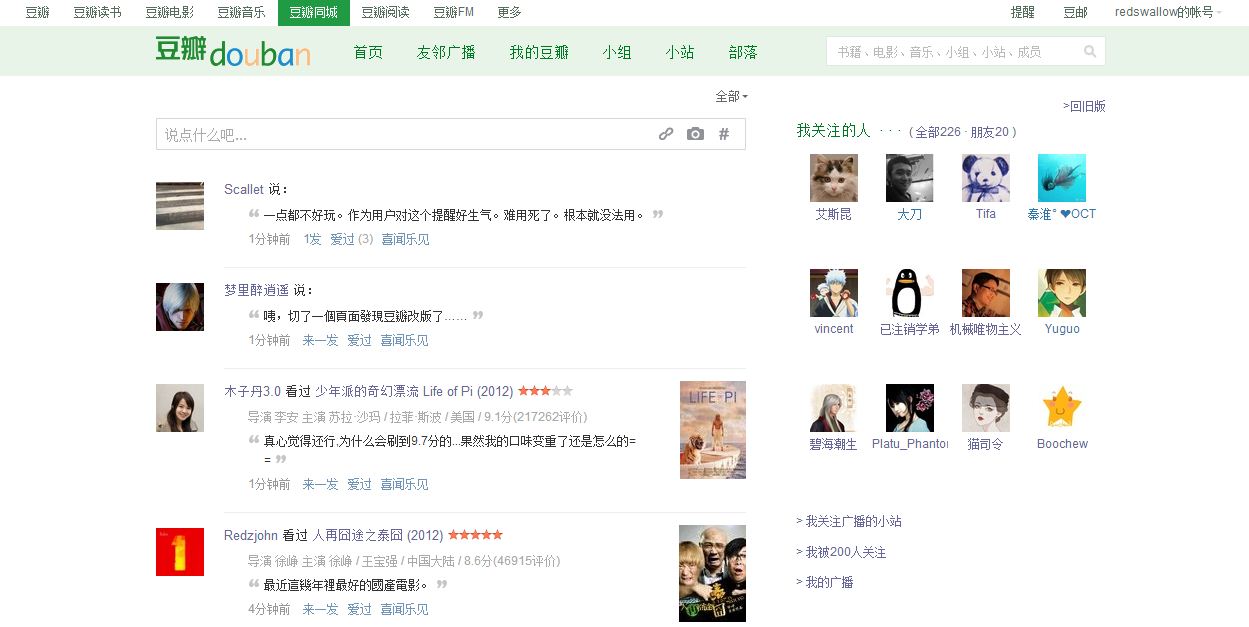 豆瓣 豆瓣读书 豆瓣电影 豆瓣音乐 豆瓣同城 豆瓣阅读 豆瓣FM 更多 提醒 豆邮 redswallow的帐号
豆瓣douban 首页 友邻广播 我的豆瓣 小组 小站 部落 书籍、电影、音乐、小组、小站、成员
全部
说点什么吧...
Scallet 说：
“ 一点都不好玩。作为用户对这个提醒好生气。难用死了。根本就没法用。 ”
1分钟前 1发 爱过 (3) 喜闻乐见
梦里醉逍遥 说：
“ 咦，切了一個頁面發現豆瓣改版了…… ”
1分钟前 来一发 爱过 喜闻乐见
木子丹3.0 看过 少年派的奇幻漂流 Life of Pi (2012) ★★★☆☆
导演 李安 主演 苏拉·沙玛 / 拉菲·斯波 / 美国 / 9.1分(217262评价)
“ 真心觉得还行,为什么会刷到9.7分的...果然我的口味变重了还是怎么的=
= ”
1分钟前 来一发 爱过 喜闻乐见
LIFE OF PI
Redzjohn 看过 人再囧途之泰囧 (2012) ★★★★★
导演 徐峥 主演 徐峥 / 王宝强 / 中国大陆 / 8.6分(46915评价)
“ 最近這幾年裡最好的國產電影。 ”
4分钟前 来一发 爱过 喜闻乐见
>回旧版
我关注的人 · · · ( 全部226 · 朋友20 )
艾斯昆 大刀 Tifa 秦淮° ❤OCT
vincent 已注销学弟 机械唯物主义 Yuguo
碧海潮生 Platu_Phantor 猫司令 Boochew
> 我关注广播的小站
> 我被200人关注
> 我的广播